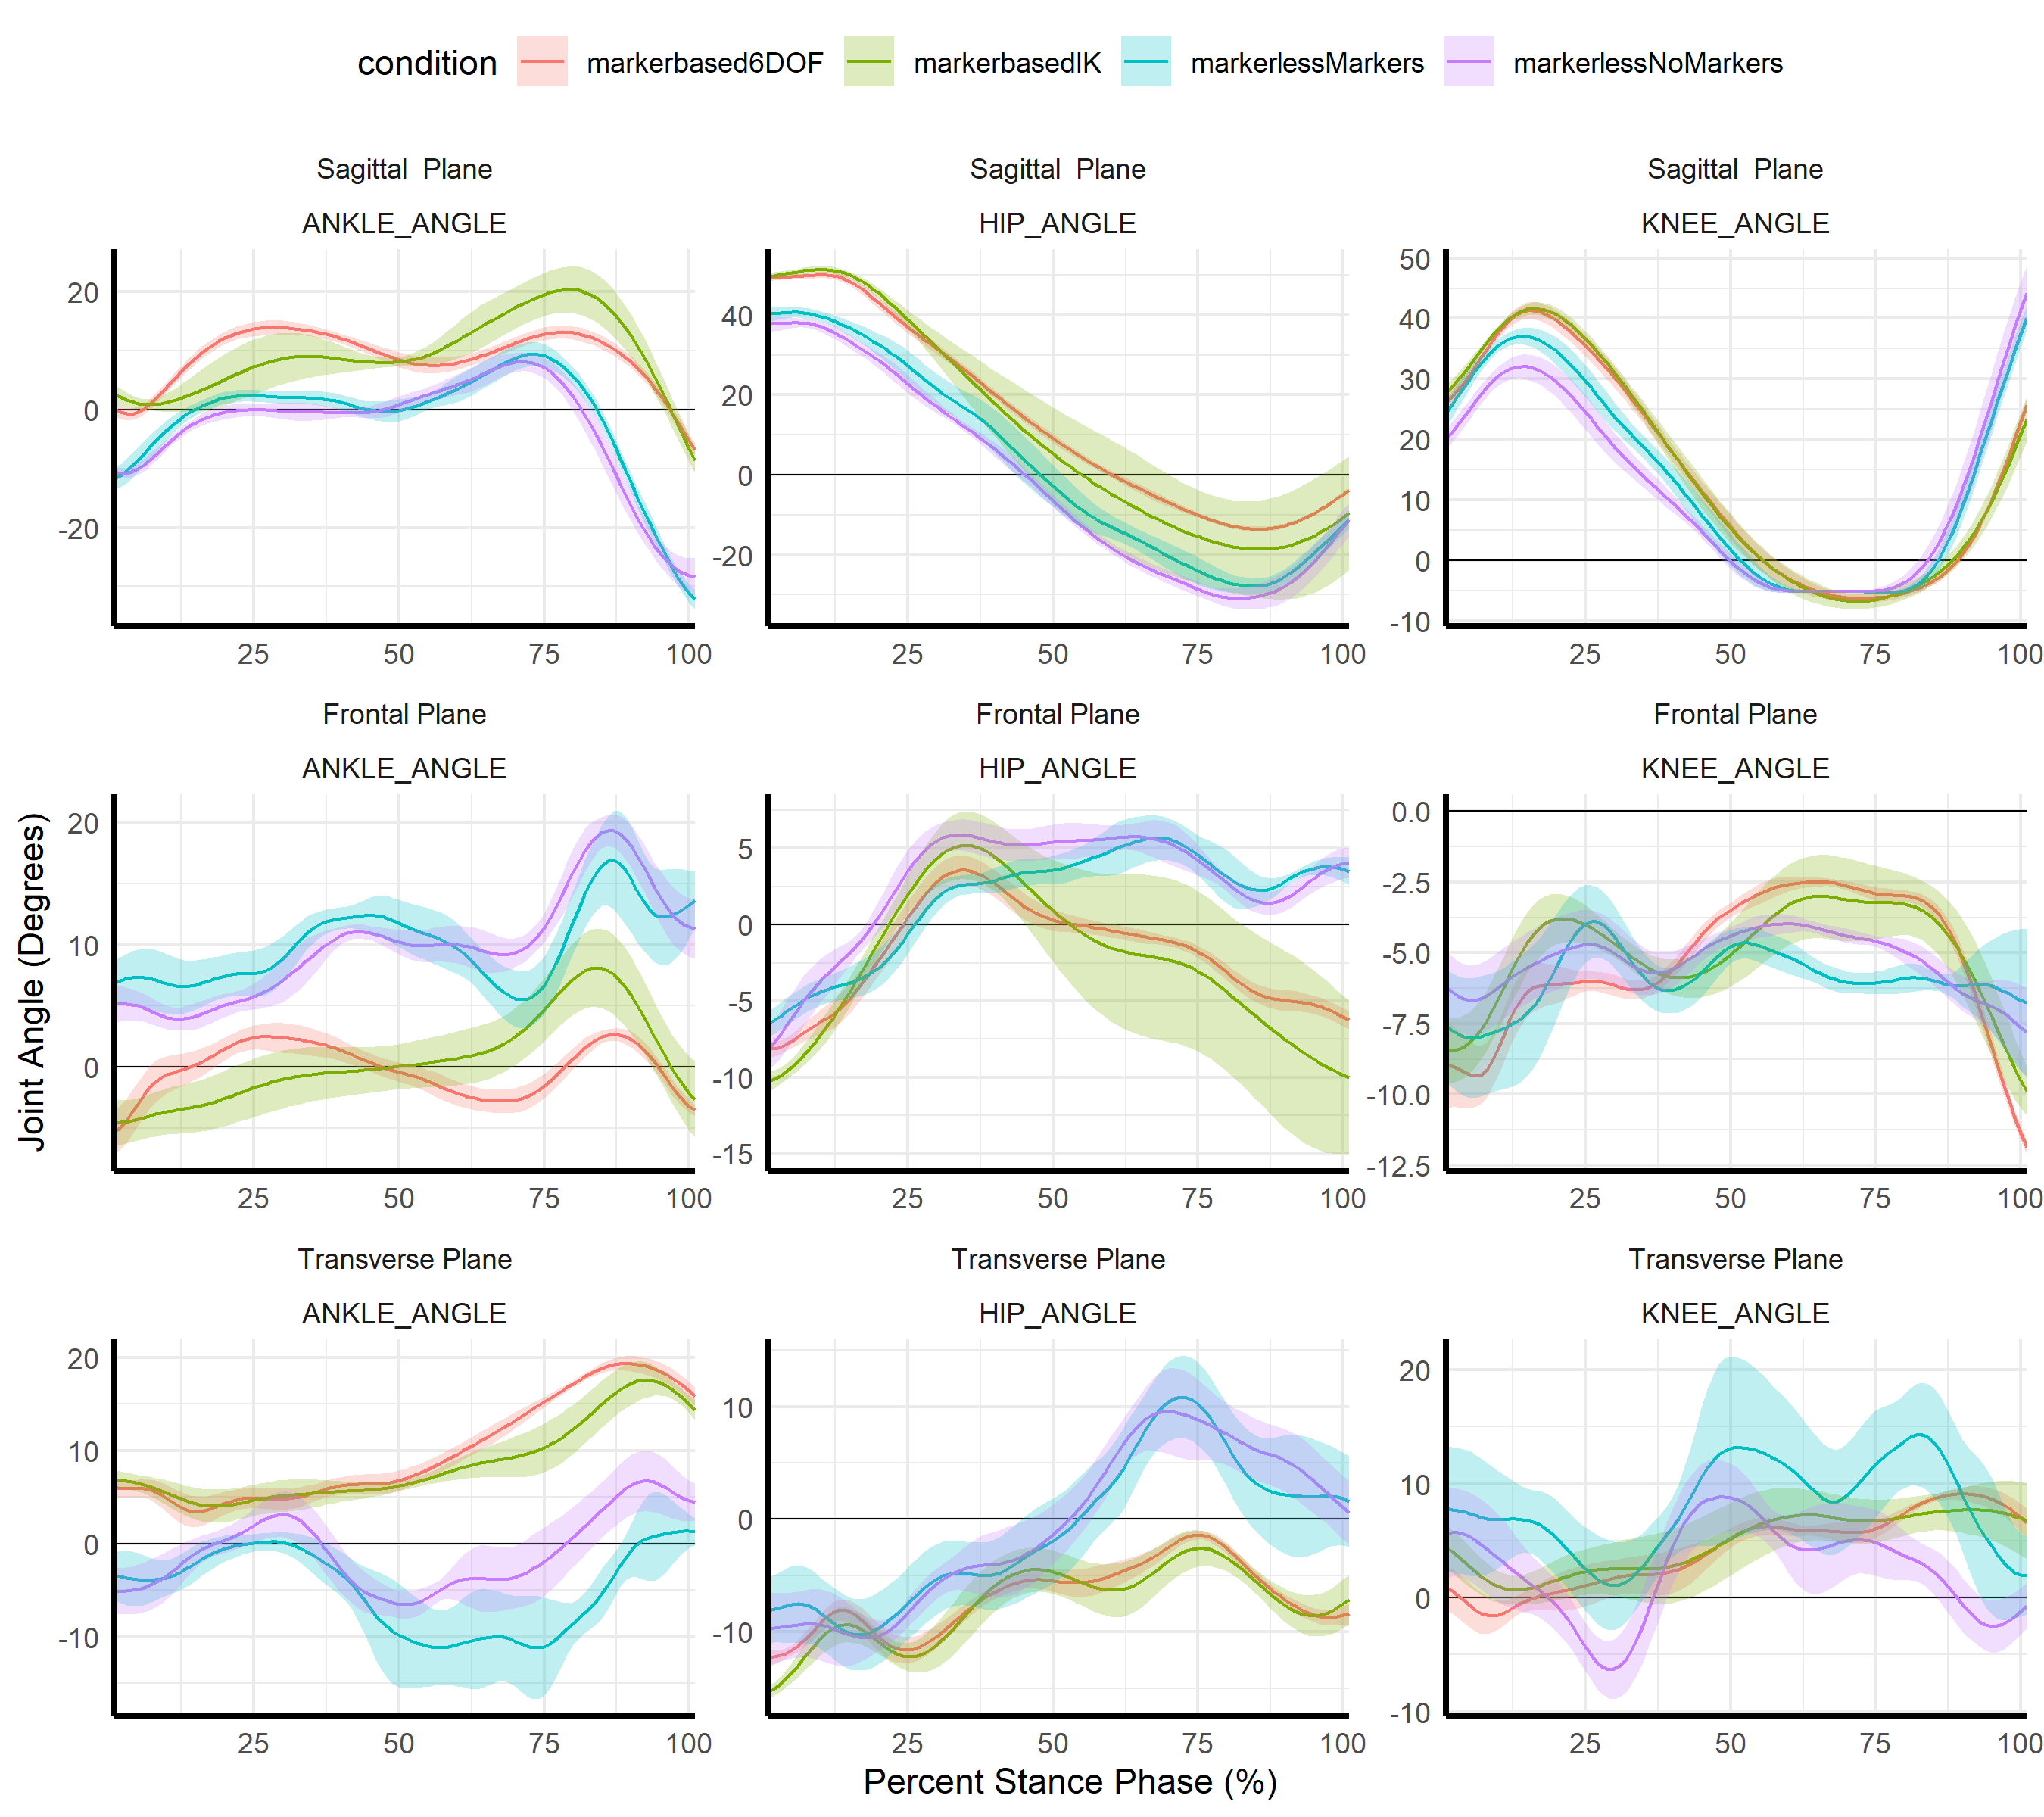 condition markerbased6DOF markerbasedIK markerlessMarkers markerlessNoMarkers
Sagittal Plane Sagittal Plane Sagittal Plane
ANKLE_ANGLE HIP_ANGLE KNEE_ANGLE
20
0
-20
25 50 75 100
40
20
0
-20
25 50 75 100
50
40
30
20
10
0
-10
25 50 75 100
Frontal Plane Frontal Plane Frontal Plane
ANKLE_ANGLE HIP_ANGLE KNEE_ANGLE
Joint Angle (Degrees)
20
10
0
25 50 75 100
5
0
-5
-10
-15
25 50 75 100
0.0
-2.5
-5.0
-7.5
-10.0
-12.5
25 50 75 100
Transverse Plane Transverse Plane Transverse Plane
ANKLE_ANGLE HIP_ANGLE KNEE_ANGLE
20
10
0
-10
25 50 75 100
10
0
-10
25 50 75 100
20
10
0
-10
25 50 75 100
Percent Stance Phase (%)